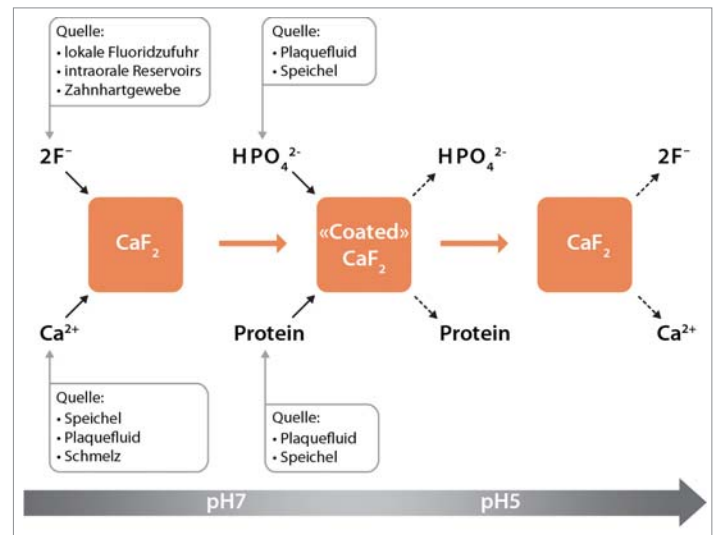 Quelle:
• lokale Fluoridzufuhr
• intraorale Reservoirs
• Zahnhartgewebe
Quelle:
• Plaquefluid
• Speichel
2F⁻
HPO₄²⁻
HPO₄²⁻
2F⁻
CaF₂
«Coated»
CaF₂
CaF₂
Ca²⁺
Protein
Protein
Ca²⁺
Quelle:
• Speichel
• Plaquefluid
• Schmelz
Quelle:
• Plaquefluid
• Speichel
pH7
pH5